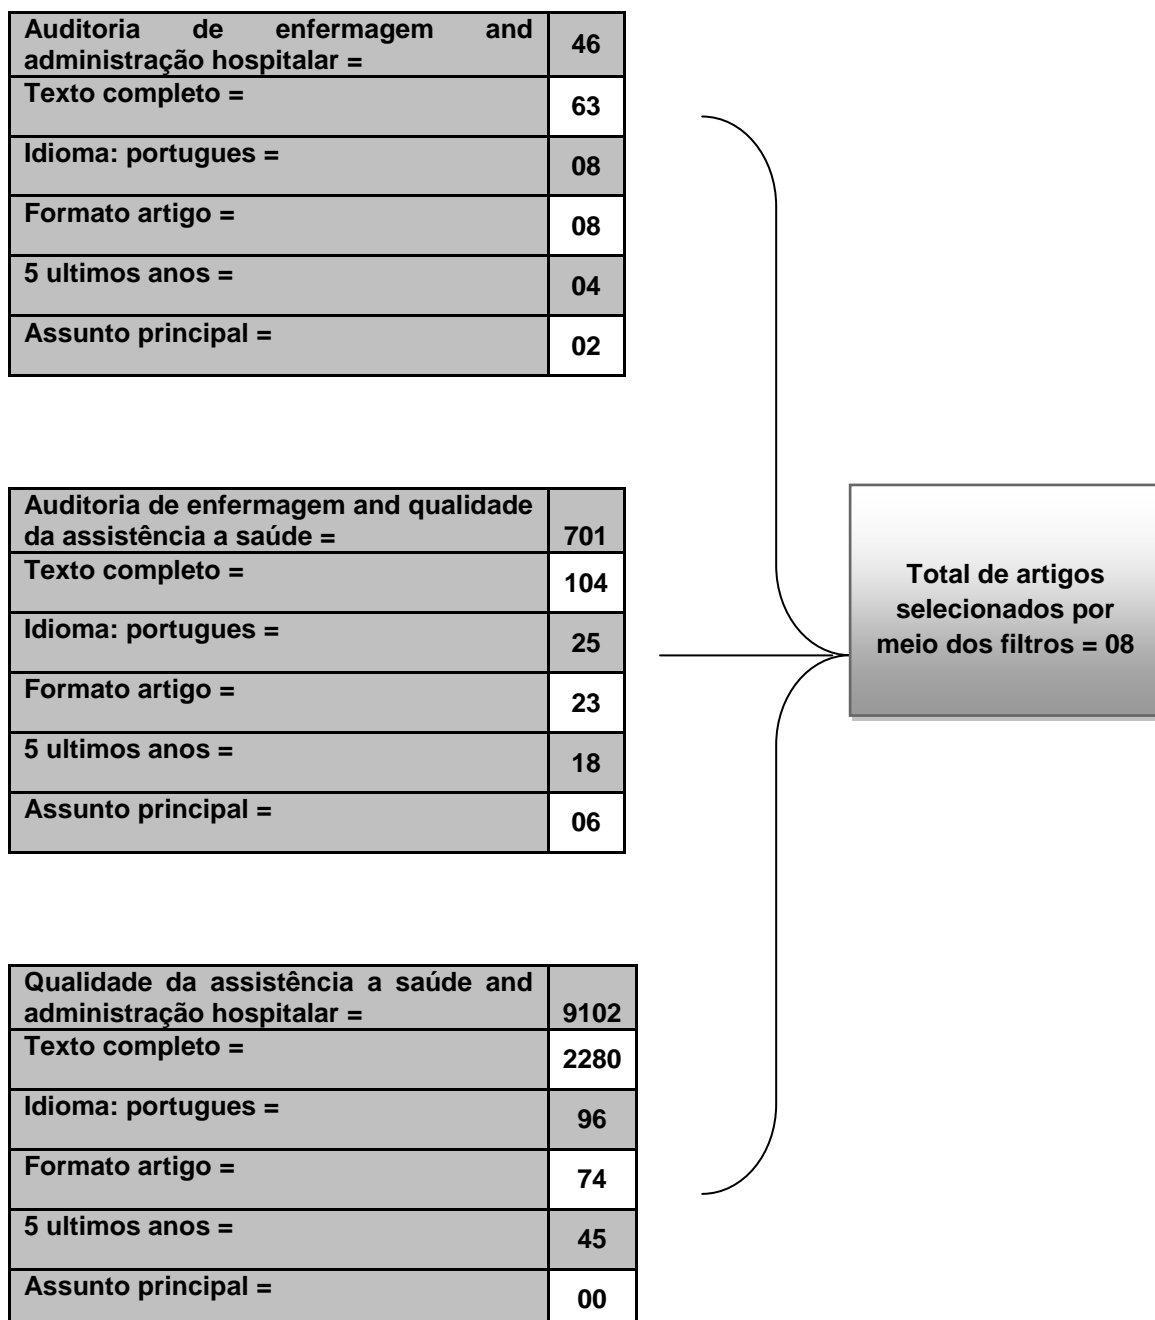 Auditoria de enfermagem and
administração hospitalar =
46
Texto completo =
63
Idioma: portugues =
08
Formato artigo =
08
5 ultimos anos =
04
Assunto principal =
02
Auditoria de enfermagem and qualidade
da assistência a saúde =
701
Texto completo =
104
Idioma: portugues =
25
Formato artigo =
23
5 ultimos anos =
18
Assunto principal =
06
Qualidade da assistência a saúde and
administração hospitalar =
9102
Texto completo =
2280
Idioma: portugues =
96
Formato artigo =
74
5 ultimos anos =
45
Assunto principal =
00
Total de artigos
selecionados por
meio dos filtros = 08